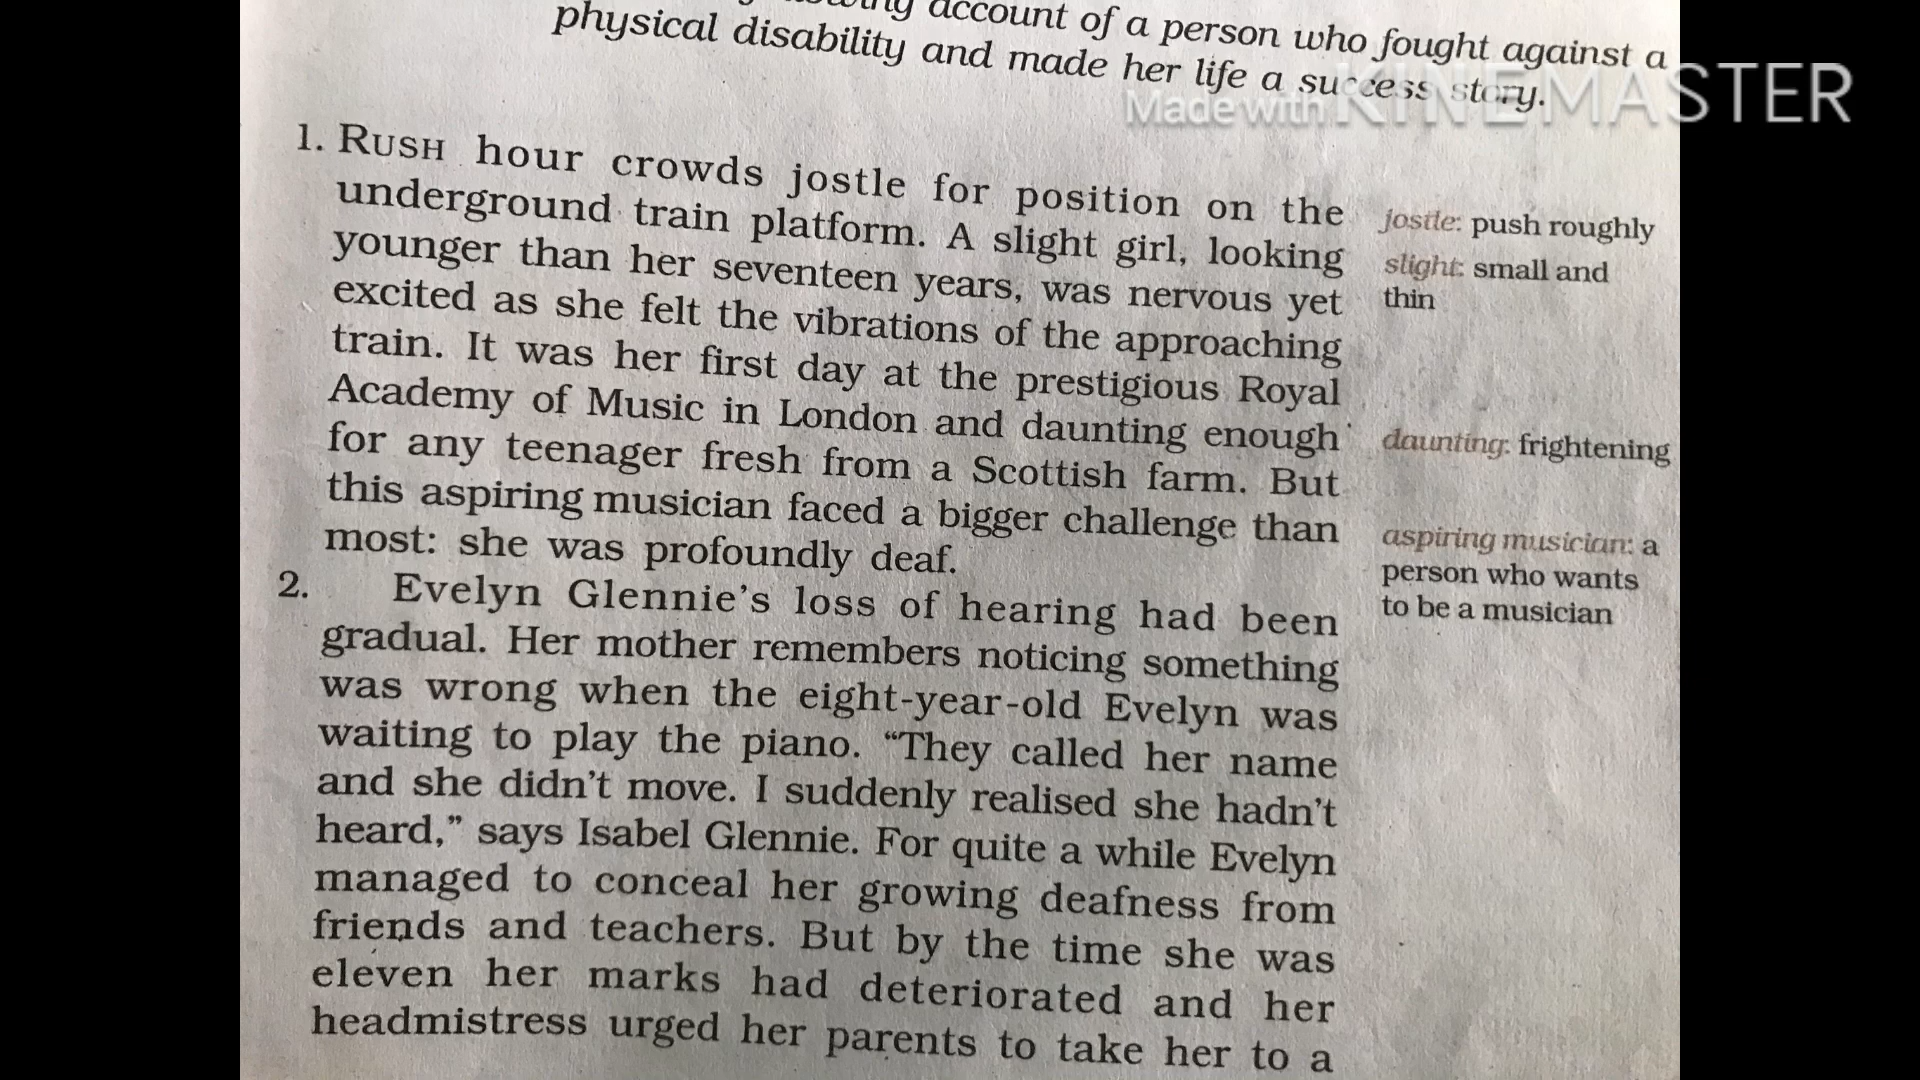 account of a person who fought against a
physical disability and made her life a success story.
Made with KINEMASTER
1. RUSH hour crowds jostle for position on the
underground train platform. A slight girl, looking
younger than her seventeen years, was nervous yet
excited as she felt the vibrations of the approaching
train. It was her first day at the prestigious Royal
Academy of Music in London and daunting enough
for any teenager fresh from a Scottish farm. But
this aspiring musician faced a bigger challenge than
most: she was profoundly deaf.
2. Evelyn Glennie's loss of hearing had been
gradual. Her mother remembers noticing something
was wrong when the eight-year-old Evelyn was
waiting to play the piano. “They called her name
and she didn't move. I suddenly realised she hadn't
heard,” says Isabel Glennie. For quite a while Evelyn
managed to conceal her growing deafness from
friends and teachers. But by the time she was
eleven her marks had deteriorated and her
headmistress urged her parents to take her to a
jostle: push roughly
slight: small and
thin
daunting: frightening
aspiring musician: a
person who wants
to be a musician